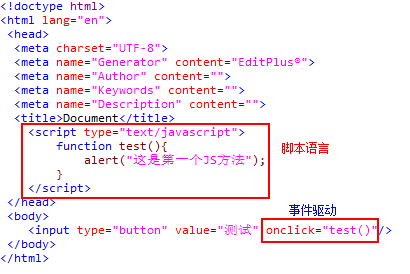 <!doctype html>
<html lang="en">
<head>
<meta charset="UTF-8">
<meta name="Generator" content="EditPlus®">
<meta name="Author" content="">
<meta name="Keywords" content="">
<meta name="Description" content="">
<title>Document</title>
<script type="text/javascript">
function test(){
alert("这是第一个JS方法");
}
</script>
脚本语言
</head>
事件驱动
<body>
<input type="button" value="测试" onclick="test()"/>
</body>
</html>